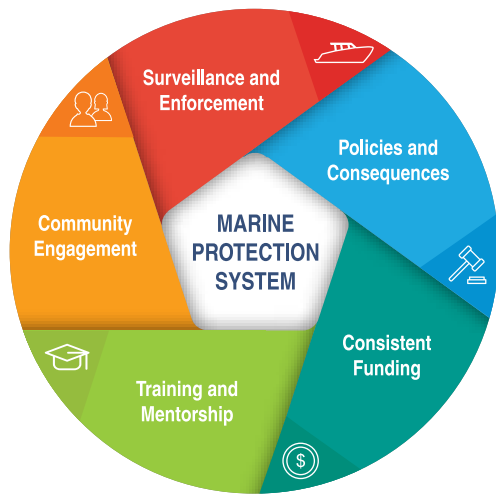 Surveillance and
Enforcement
Policies and
Consequences
Community
Engagement
MARINE
PROTECTION
SYSTEM
Consistent
Funding
Training and
Mentorship
$